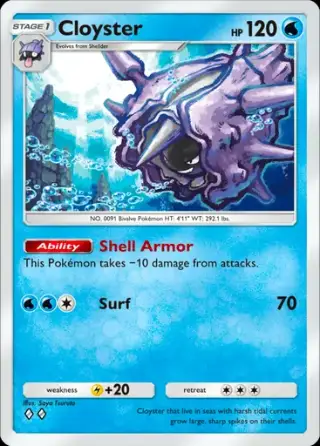 STAGE 1 Cloyster HP 120
Evolves from Shellder
NO. 0091 Bivalve Pokémon HT: 4'11" WT: 292.1 lbs.
Ability Shell Armor
This Pokémon takes −10 damage from attacks.
Surf 70
weakness +20 retreat
Illus. Saya Tsuruta
Cloyster that live in seas with harsh tidal currents
grow large, sharp spikes on their shells.